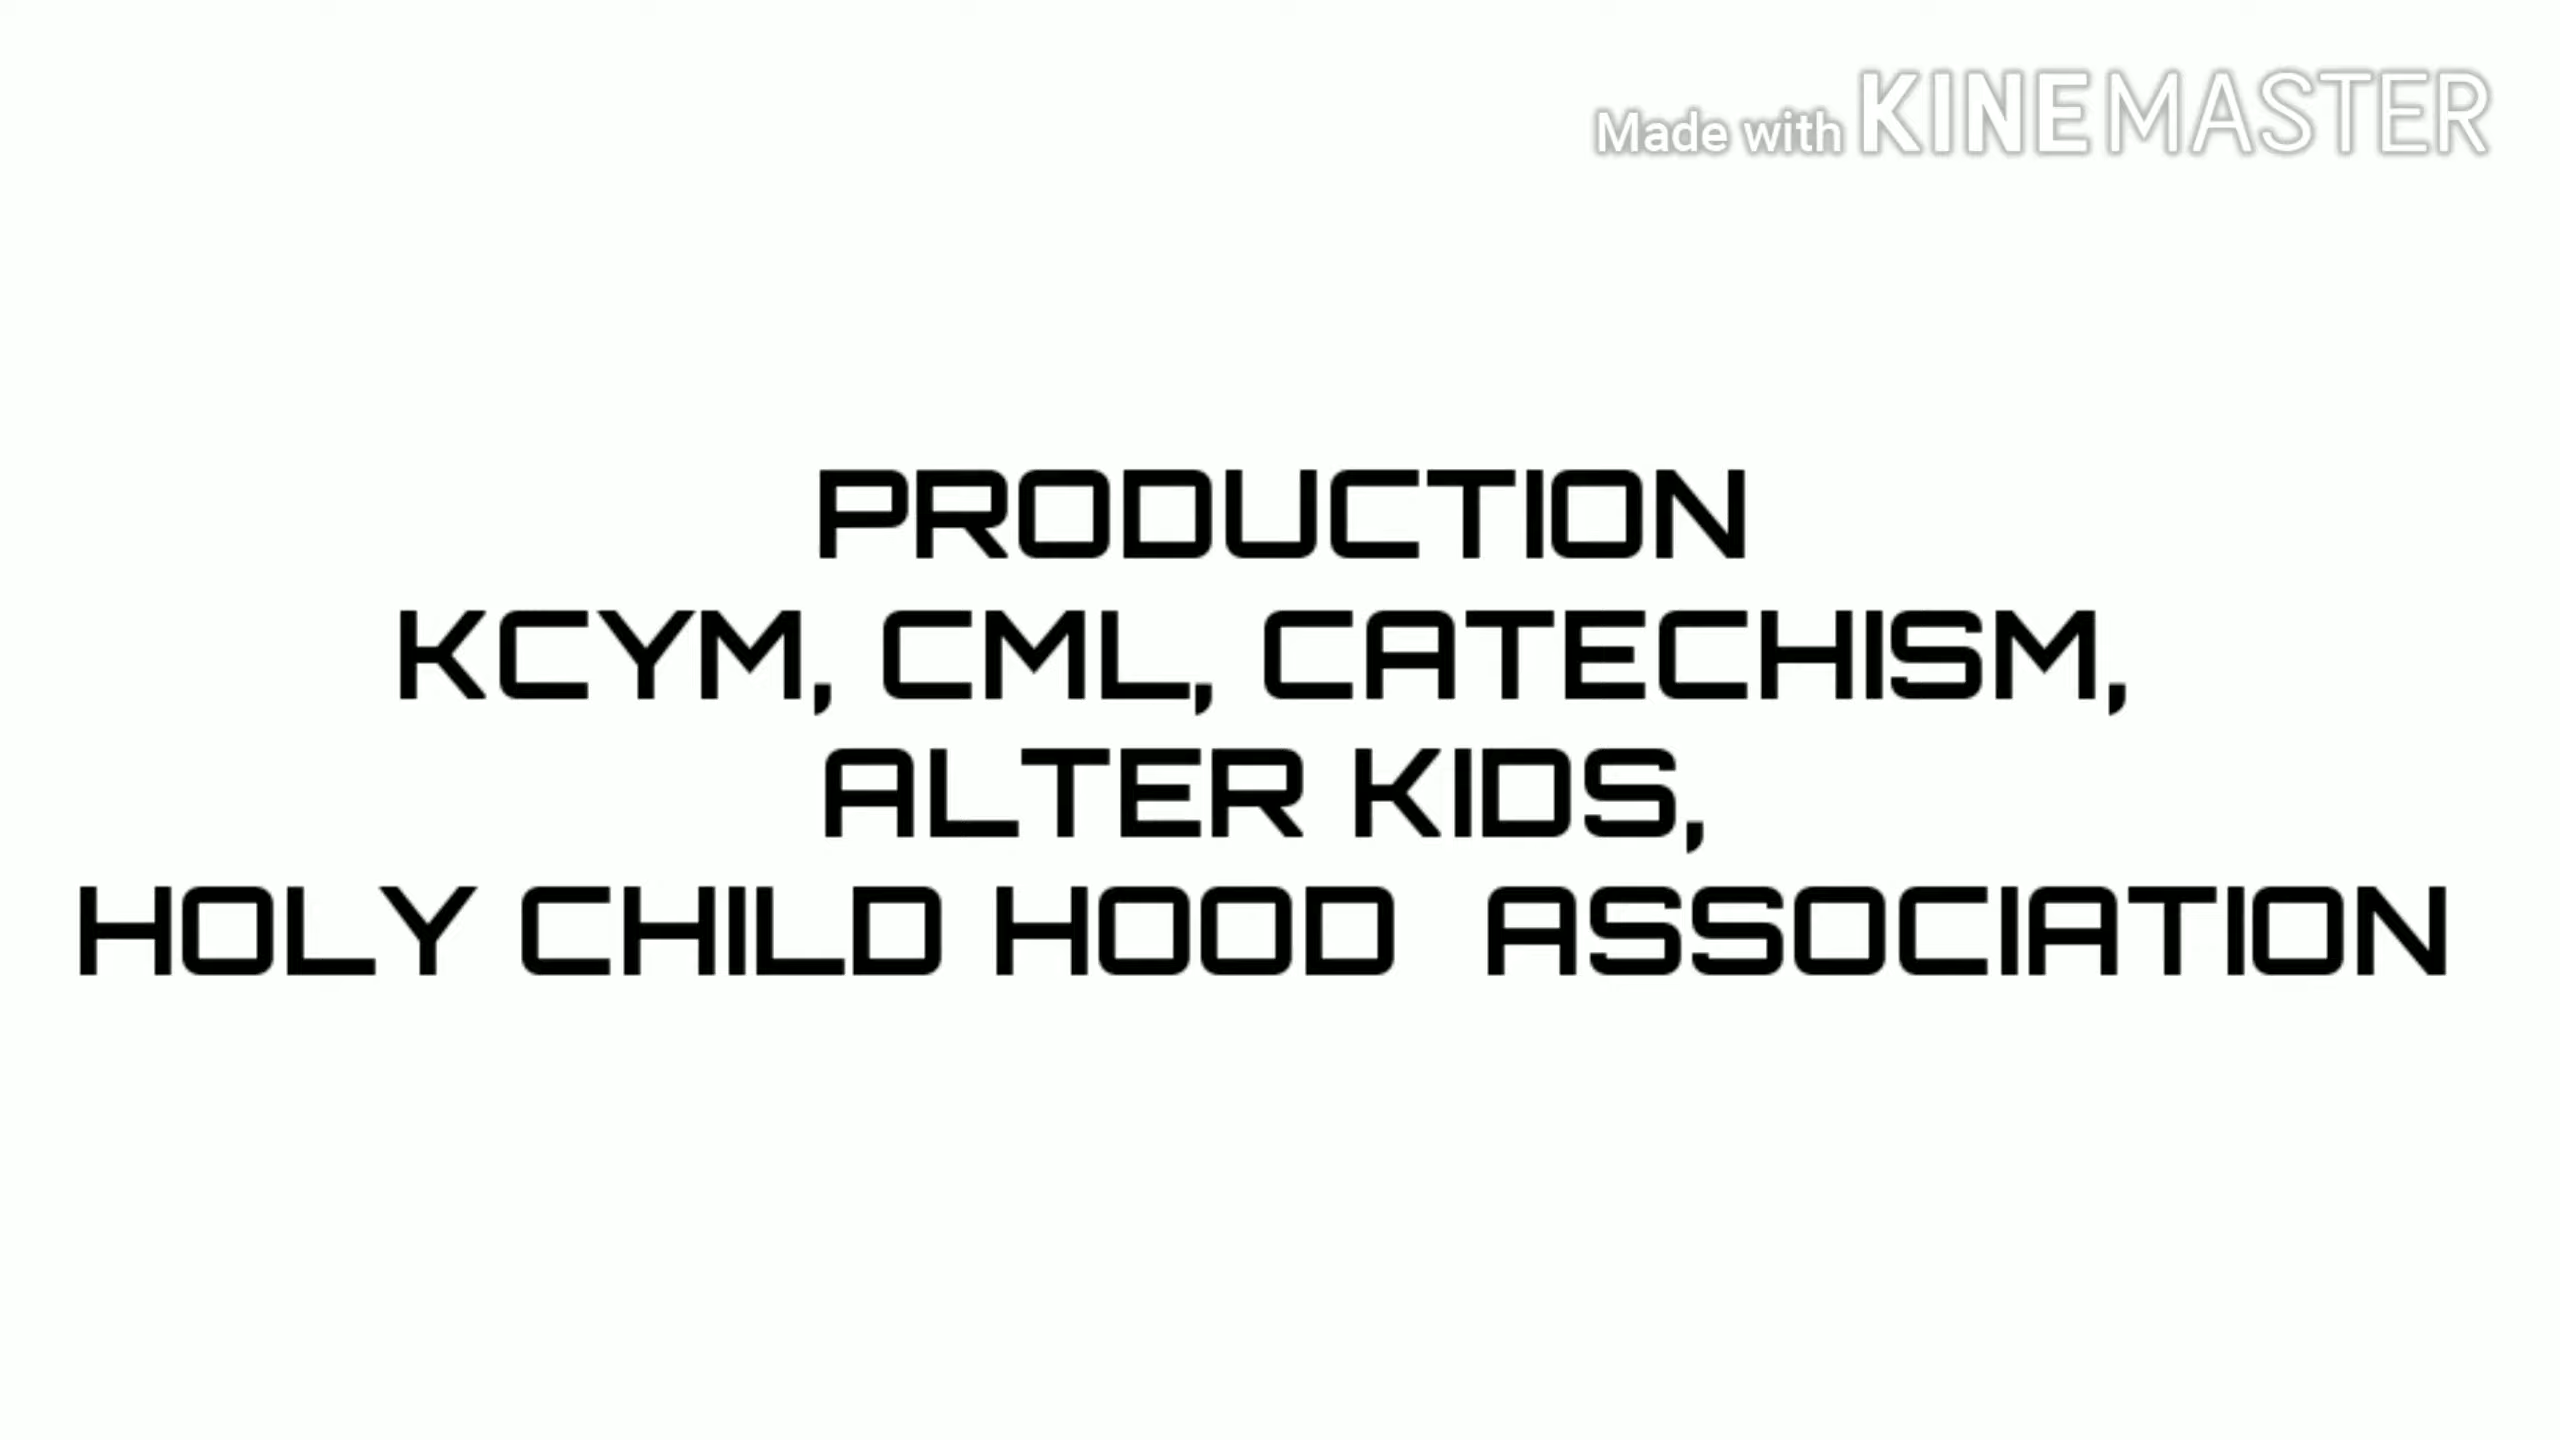 Made with KINEMASTER
PRODUCTION
KCYM, CML, CATECHISM,
ALTER KIDS,
HOLY CHILD HOOD  ASSOCIATION